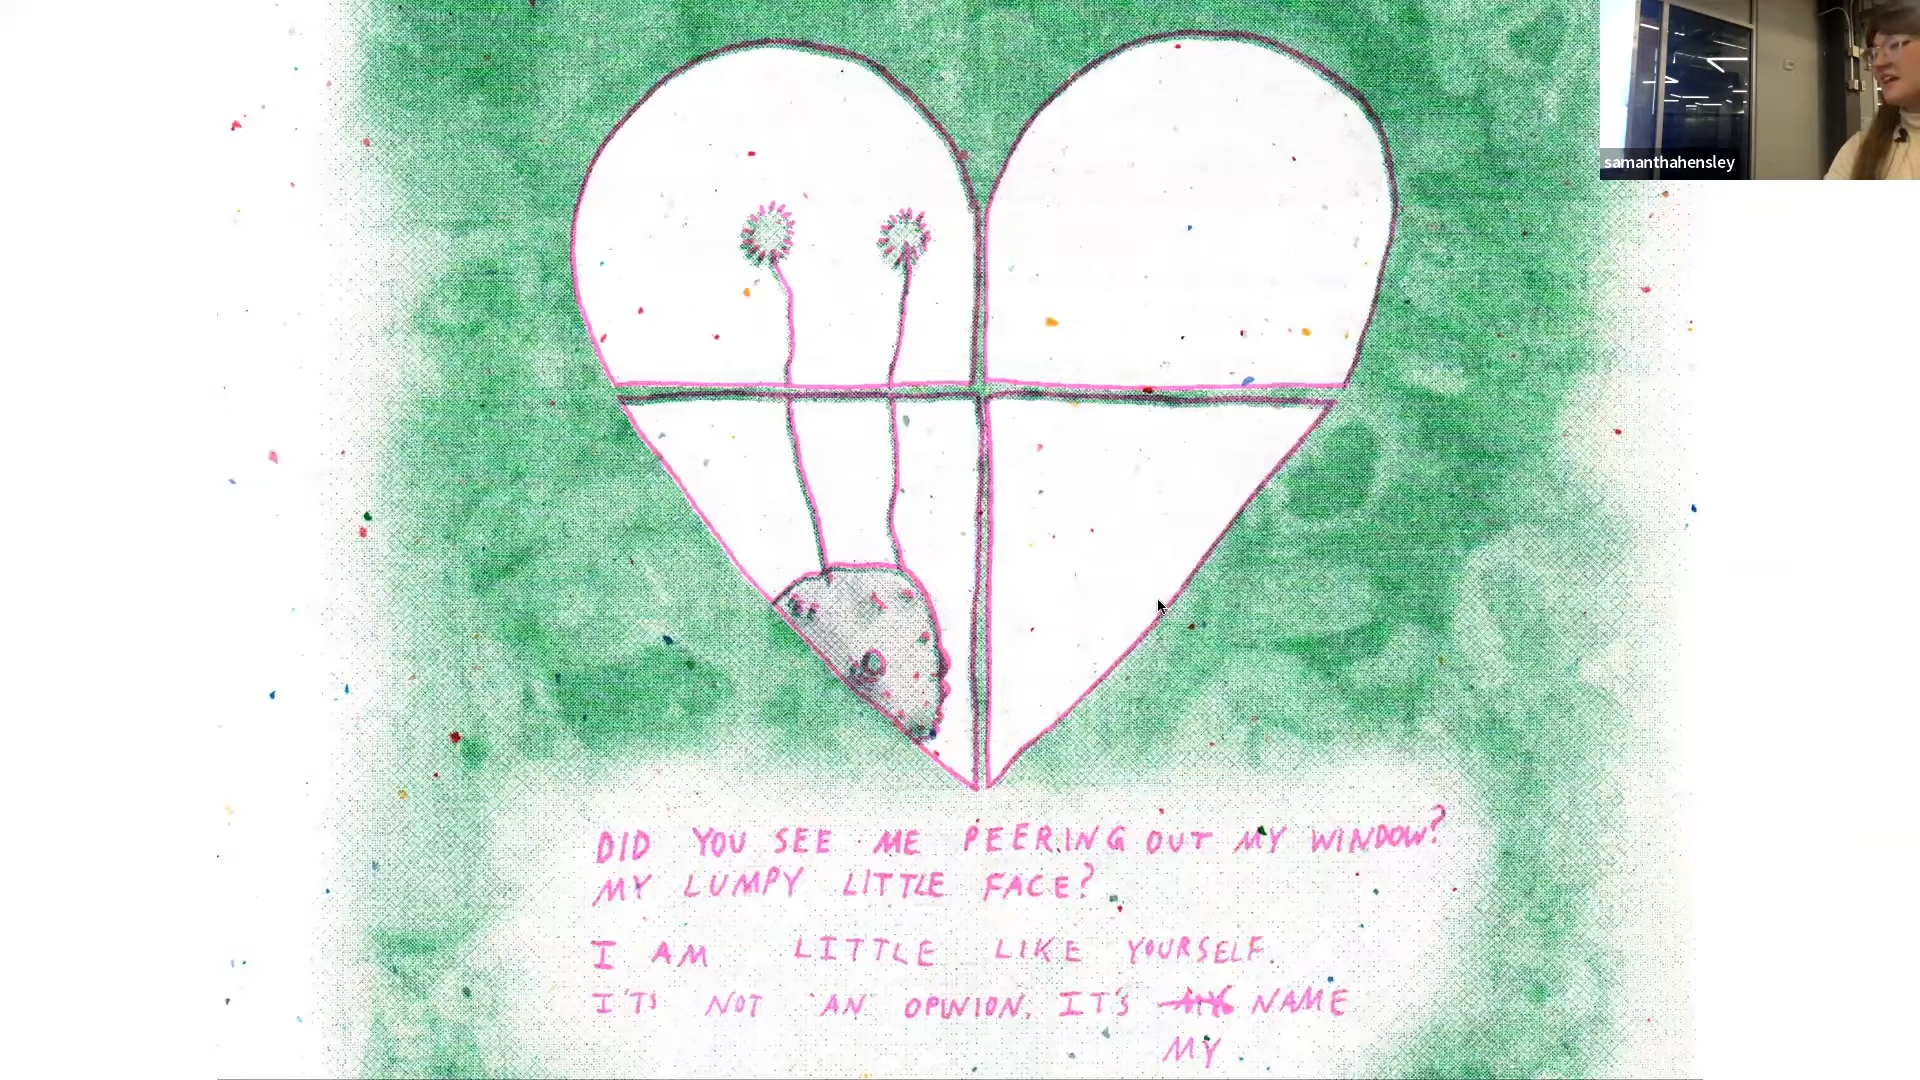 samanthahensley
DID YOU SEE ME PEERING OUT MY WINDOW?
MY LUMPY LITTLE FACE?
I AM LITTLE LIKE YOURSELF.
I'TS NOT AN OPINION. IT'S MY NAME
MY